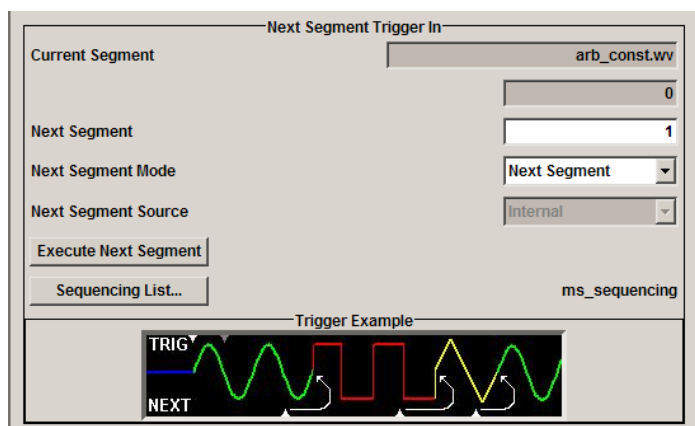 Next Segment Trigger In
Current Segment arb_const.wv
0
Next Segment 1
Next Segment Mode Next Segment
Next Segment Source Internal
Execute Next Segment
Sequencing List... ms_sequencing
Trigger Example
TRIG
NEXT